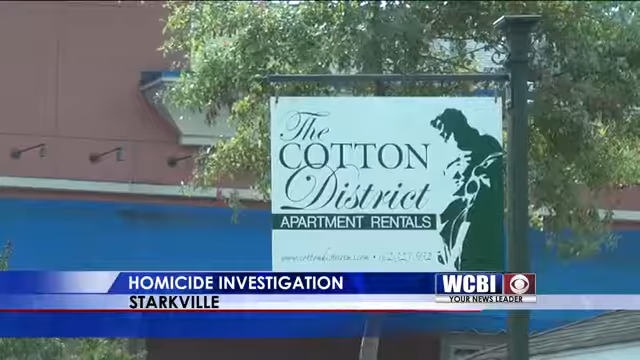 The
COTTON
District
APARTMENT RENTALS
HOMICIDE INVESTIGATION
STARKVILLE
WCBI
YOUR NEWS LEADER